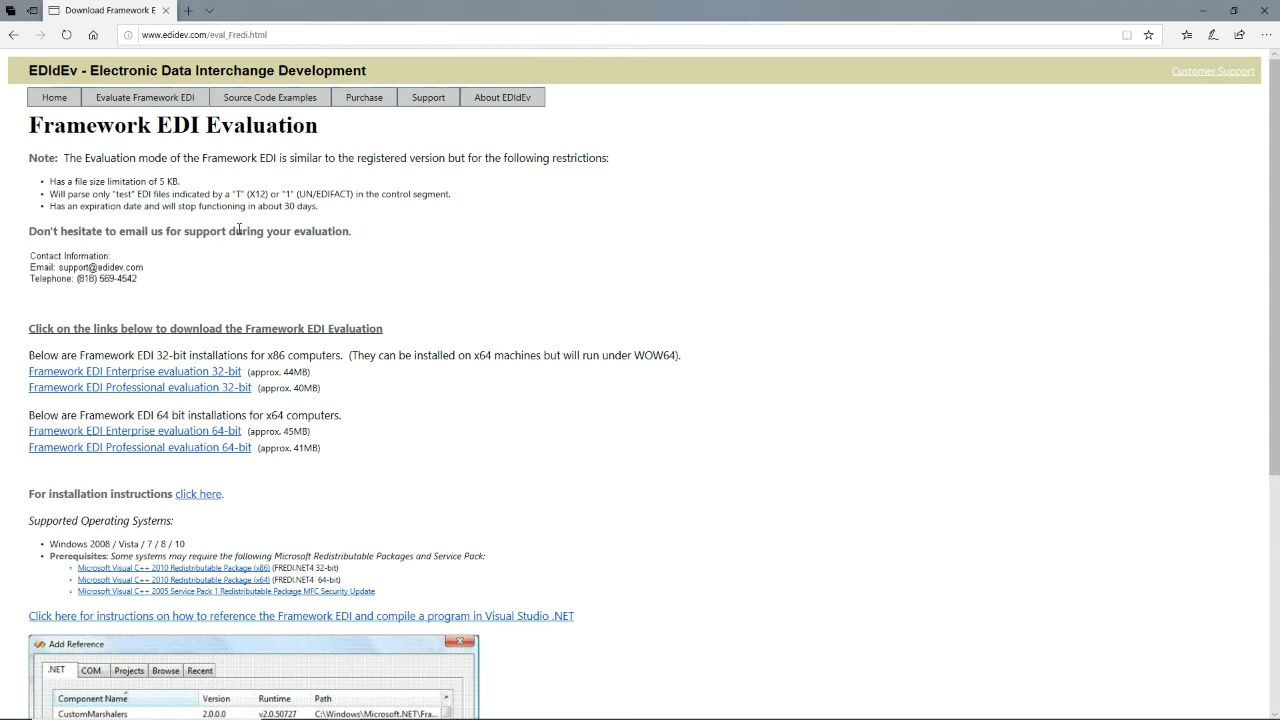 Download Framework E
www.edidev.com/eval_Fredi.html
EDIdEv - Electronic Data Interchange Development
Customer Support
Home
Evaluate Framework EDI
Source Code Examples
Purchase
Support
About EDIdEv
Framework EDI Evaluation
Note: The Evaluation mode of the Framework EDI is similar to the registered version but for the following restrictions:
• Has a file size limitation of 5 KB.
• Will parse only "test" EDI files indicated by a "T" (X12) or "1" (UN/EDIFACT) in the control segment.
• Has an expiration date and will stop functioning in about 30 days.
Don't hesitate to email us for support during your evaluation.
Contact Information:
Email: support@edidev.com
Telephone: (818) 569-4542
Click on the links below to download the Framework EDI Evaluation
Below are Framework EDI 32-bit installations for x86 computers. (They can be installed on x64 machines but will run under WOW64).
Framework EDI Enterprise evaluation 32-bit (approx. 44MB)
Framework EDI Professional evaluation 32-bit (approx. 40MB)
Below are Framework EDI 64 bit installations for x64 computers.
Framework EDI Enterprise evaluation 64-bit (approx. 45MB)
Framework EDI Professional evaluation 64-bit (approx. 41MB)
For installation instructions click here.
Supported Operating Systems:
• Windows 2008 / Vista / 7 / 8 / 10
• Prerequisites: Some systems may require the following Microsoft Redistributable Packages and Service Pack:
Microsoft Visual C++ 2010 Redistributable Package (x86) (FREDI.NET4 32-bit)
Microsoft Visual C++ 2010 Redistributable Package (x64) (FREDI.NET4 64-bit)
Microsoft Visual C++ 2005 Service Pack 1 Redistributable Package MFC Security Update
Click here for instructions on how to reference the Framework EDI and compile a program in Visual Studio .NET
Add Reference
.NET COM Projects Browse Recent
Component Name Version Runtime Path
CustomMarshalers 2.0.0.0 v2.0.50727 C:\Windows\Microsoft.NET\Fra...